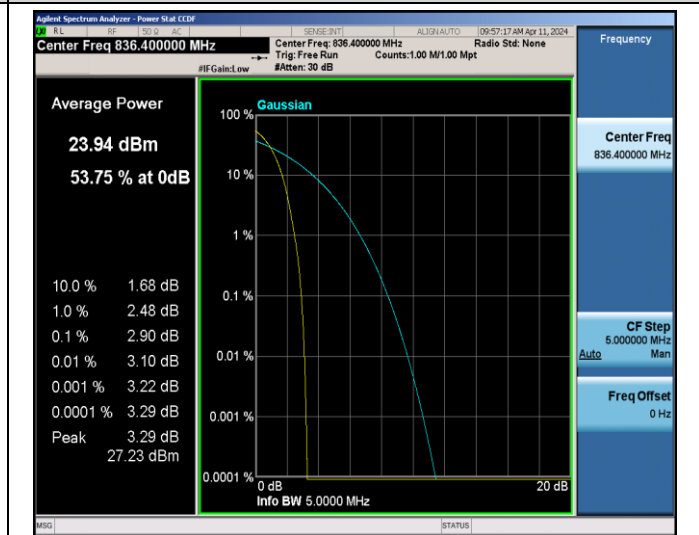 Agilent Spectrum Analyzer - Power Stat CCDF
RL RF 50 Ω AC SENSE:INT ALIGN AUTO 09:57:17 AM Apr 11, 2024
Center Freq 836.400000 MHz
Center Freq: 836.400000 MHz Radio Std: None
Trig: Free Run Counts:1.00 M/1.00 Mpt
#IFGain:Low #Atten: 30 dB
Frequency
Average Power
23.94 dBm
53.75 % at 0dB
10.0 % 1.68 dB
1.0 % 2.48 dB
0.1 % 2.90 dB
0.01 % 3.10 dB
0.001 % 3.22 dB
0.0001 % 3.29 dB
Peak 3.29 dB
27.23 dBm
Gaussian
100 %
10 %
1 %
0.1 %
0.01 %
0.001 %
0.0001 %
0 dB 20 dB
Info BW 5.0000 MHz
Center Freq
836.400000 MHz
CF Step
5.000000 MHz
Auto Man
Freq Offset
0 Hz
MSG STATUS